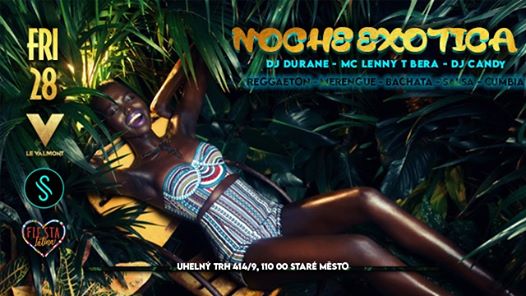 FRI
28
LE VALMONT
FIESTA
Latina
NOCHE EXOTICA
DJ DURANE - MC LENNY T BERA - DJ CANDY
REGGAETON - MERENGUE - BACHATA - SALSA - CUMBIA
UHELNÝ TRH 414/9, 110 00 STARÉ MĚSTO